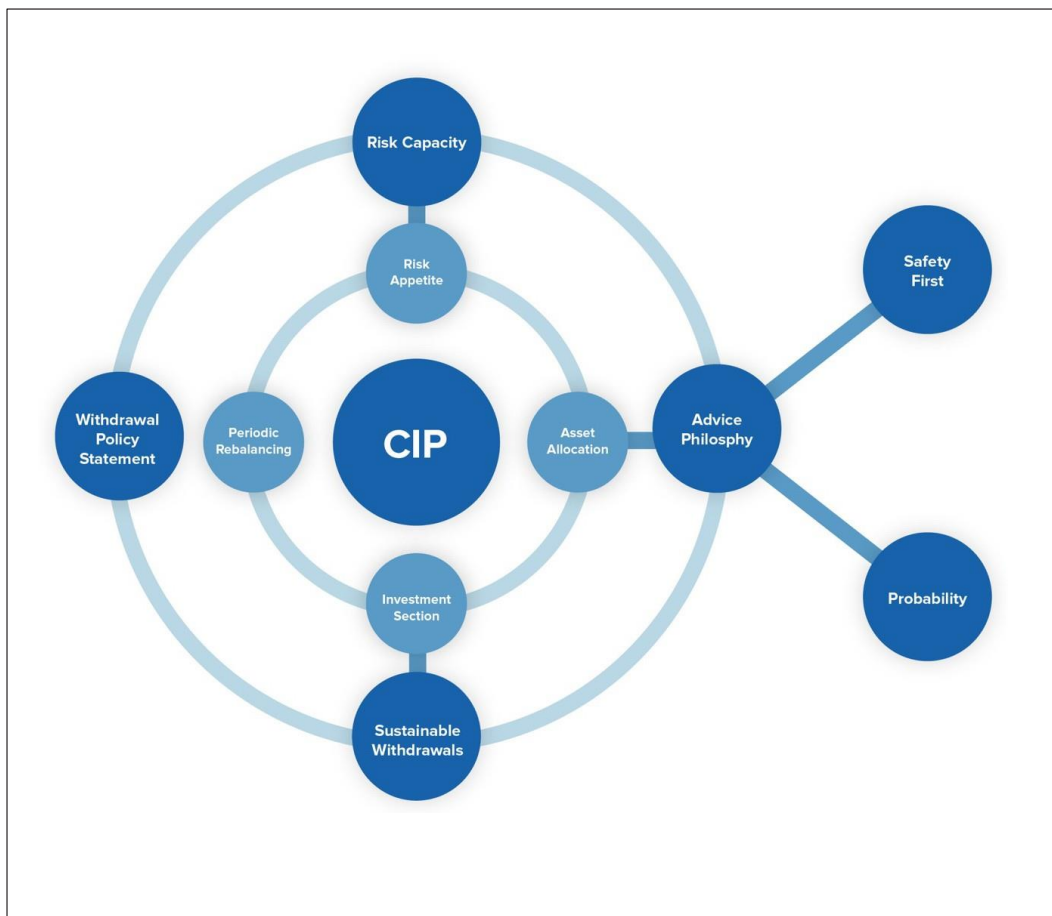 Risk Capacity
Risk
Appetite
Safety
First
Withdrawal
Policy
Statement
Periodic
Rebalancing
CIP
Asset
Allocation
Advice
Philosphy
Investment
Section
Probability
Sustainable
Withdrawals